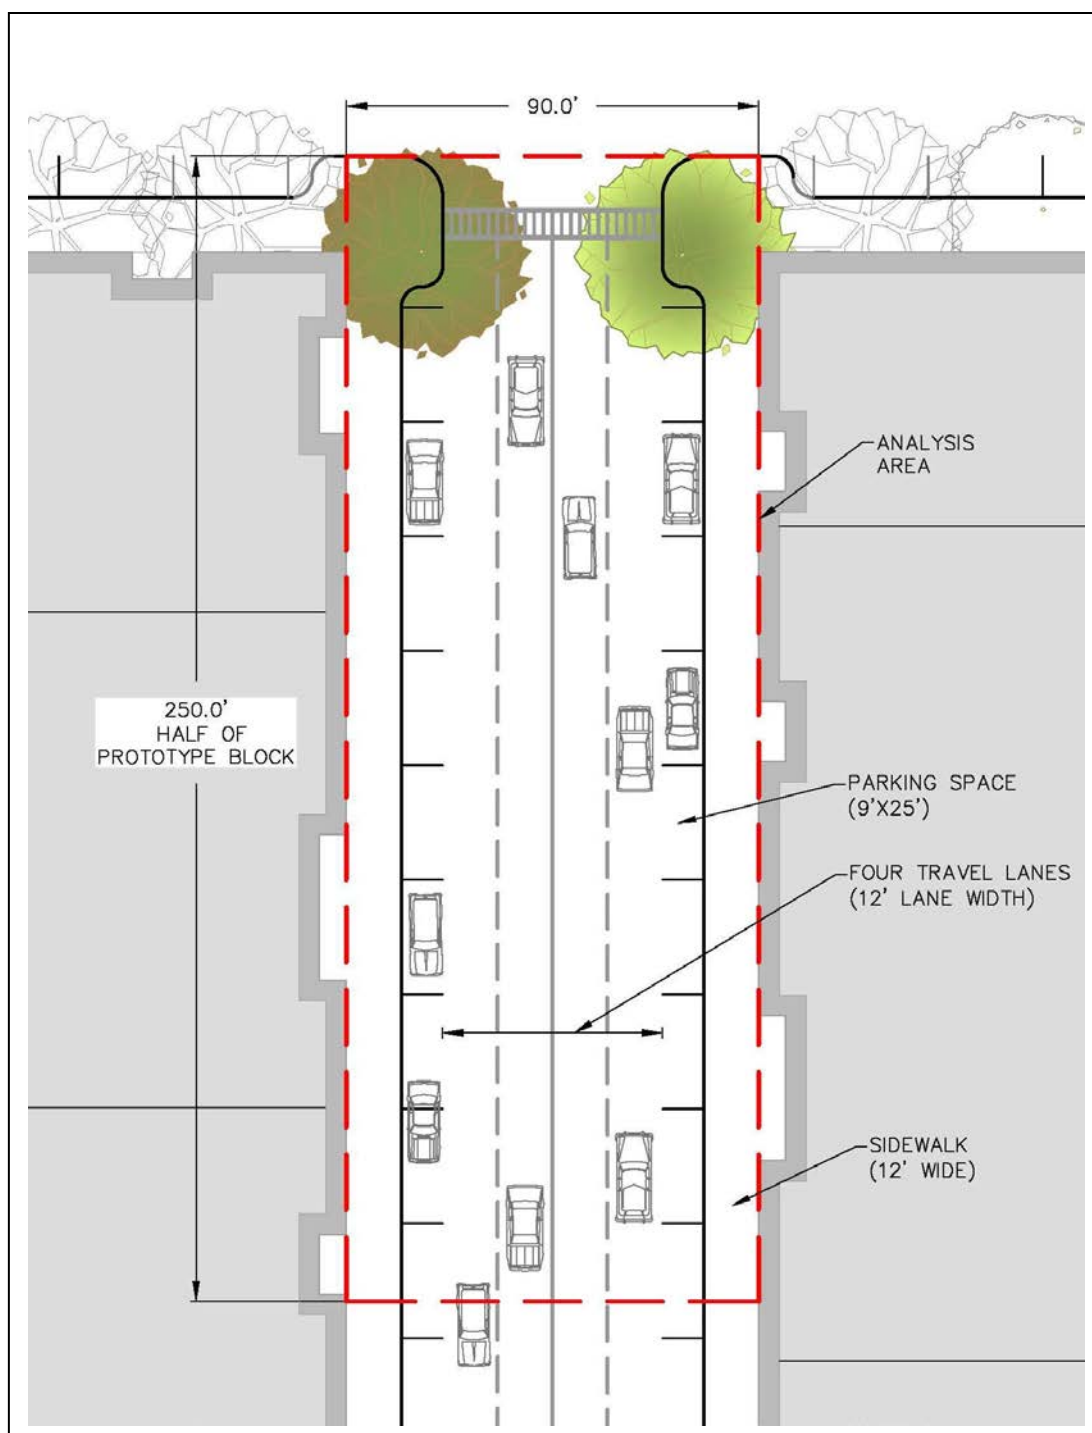 90.0'
ANALYSIS
AREA
250.0'
HALF OF
PROTOTYPE BLOCK
PARKING SPACE
(9'X25')
FOUR TRAVEL LANES
(12' LANE WIDTH)
SIDEWALK
(12' WIDE)